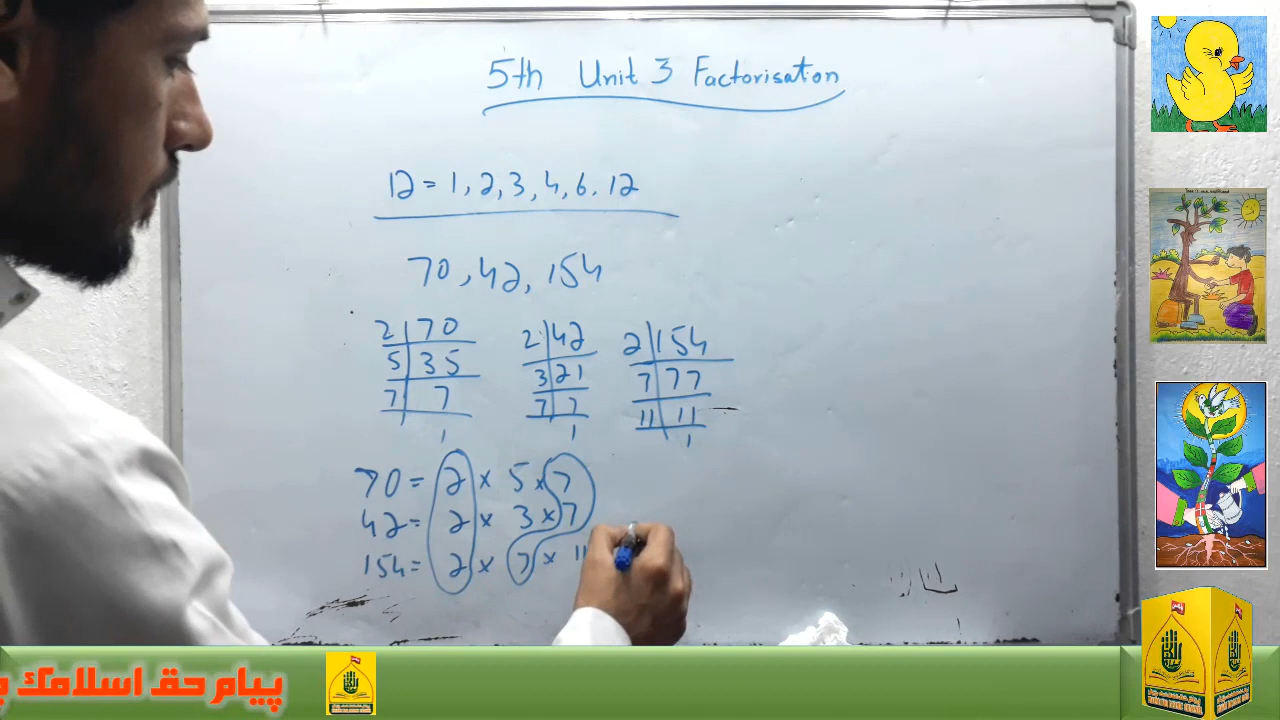 5th Unit 3 Factorisation
12 = 1, 2, 3, 4, 6. 12
70, 42, 154
2 | 70
5 | 35
7 | 7
1
2 | 42
3 | 21
7 | 7
1
2 | 154
7 | 77
11 | 11
1
70 = 2 x 5 x 7
42 = 2 x 3 x 7
154 = 2 x 7 x 11
پیام حق اسلامک